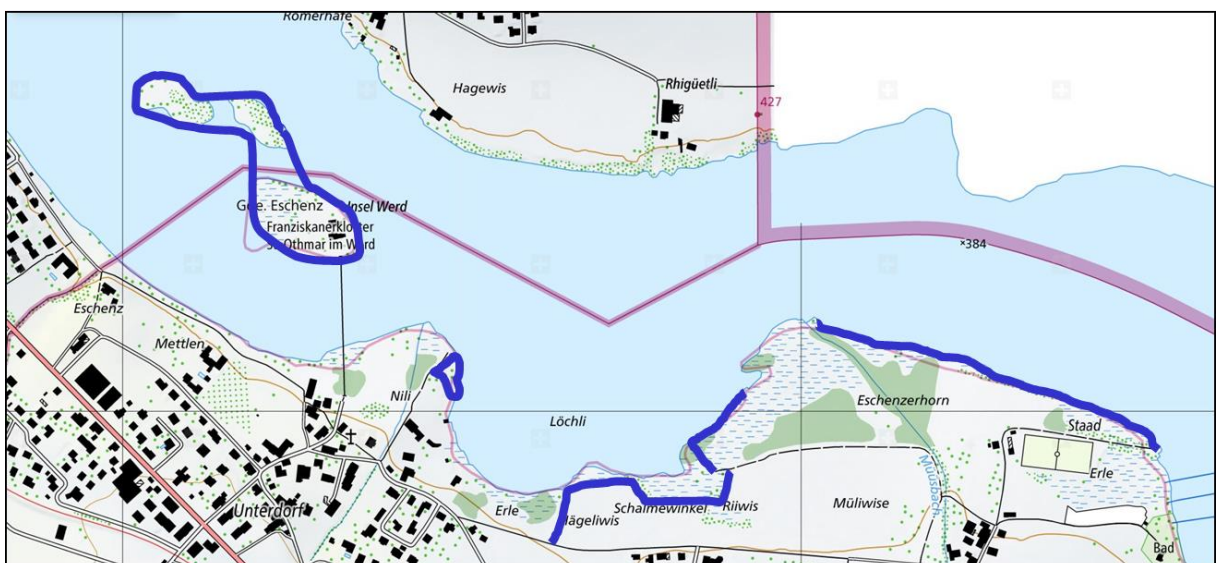 Römerhafe
Hagewis
Rhigüetli
427
Gde. Eschenz
Insel Werd
Franziskanerkloster
St. Othmar im Werd
×384
Eschenz
Mettlen
Nili
Löchli
Eschenzerhorn
Staad
Erle
Müsbach
Unterdorf
Erle
Hägeliwis
Schalmewinkel
Riiwis
Müliwise
Bad